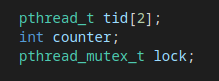 pthread_t tid[2];
int counter;
pthread_mutex_t lock;